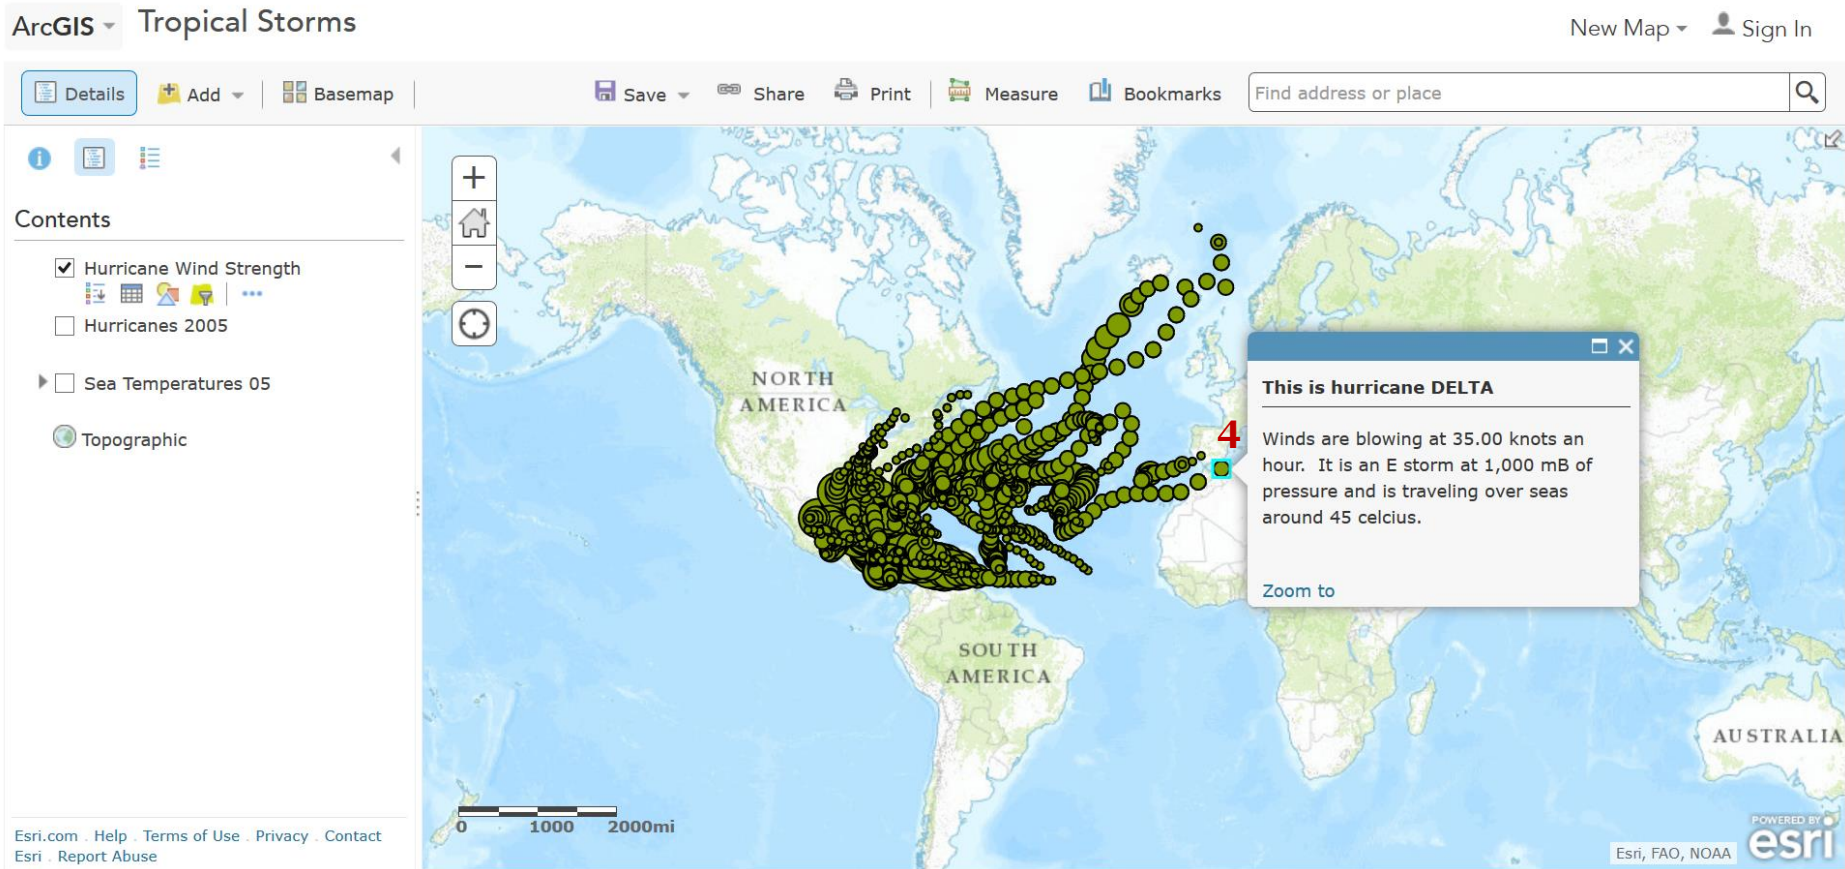 ArcGIS
Tropical Storms
New Map
Sign In
Details
Add
Basemap
Save
Share
Print
Measure
Bookmarks
Find address or place
Contents
Hurricane Wind Strength
Hurricanes 2005
Sea Temperatures 05
Topographic
Esri.com . Help . Terms of Use . Privacy . Contact
Esri . Report Abuse
NORTH
AMERICA
4
This is hurricane DELTA
Winds are blowing at 35.00 knots an
hour. It is an E storm at 1,000 mB of
pressure and is traveling over seas
around 45 celcius.
Zoom to
SOUTH
AMERICA
AUSTRALIA
0 1000 2000mi
Esri, FAO, NOAA
POWERED BY
esri